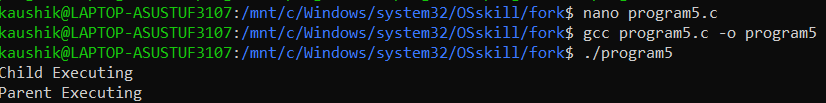 kaushik@LAPTOP-ASUSTUF3107:/mnt/c/Windows/system32/OSskill/fork$ nano program5.c
kaushik@LAPTOP-ASUSTUF3107:/mnt/c/Windows/system32/OSskill/fork$ gcc program5.c -o program5
kaushik@LAPTOP-ASUSTUF3107:/mnt/c/Windows/system32/OSskill/fork$ ./program5
Child Executing
Parent Executing